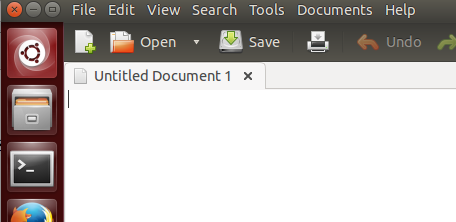 File Edit View Search Tools Documents Help
Open Save Undo
Untitled Document 1
>_